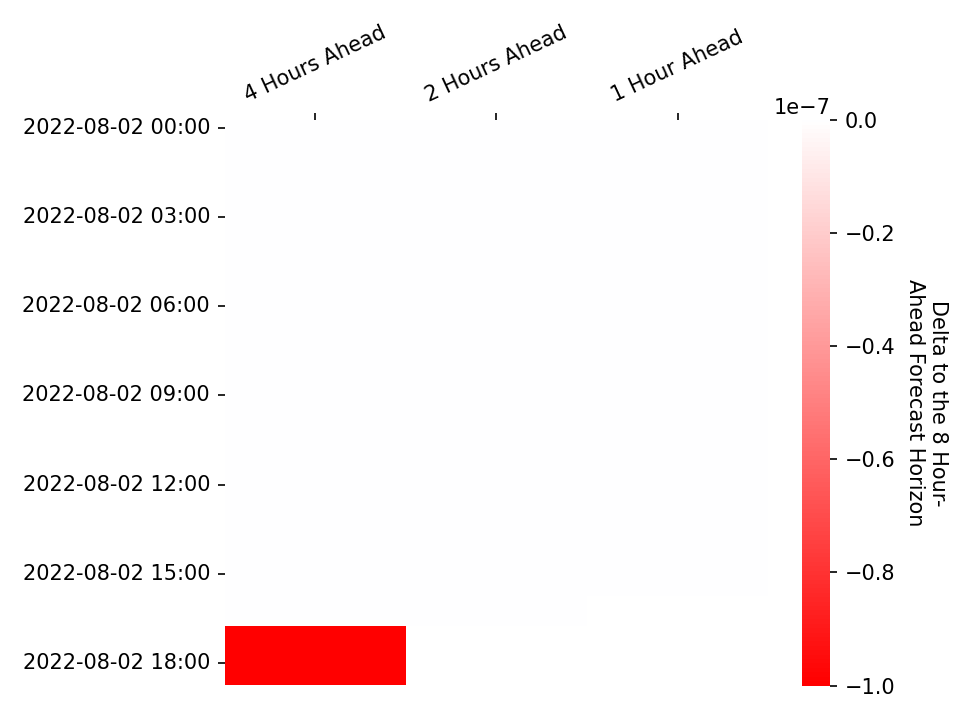 4 Hours Ahead
2 Hours Ahead
1 Hour Ahead
2022-08-02 00:00
2022-08-02 03:00
2022-08-02 06:00
2022-08-02 09:00
2022-08-02 12:00
2022-08-02 15:00
2022-08-02 18:00
1e−7
0.0
−0.2
−0.4
−0.6
−0.8
−1.0
Delta to the 8 Hour-
Ahead Forecast Horizon